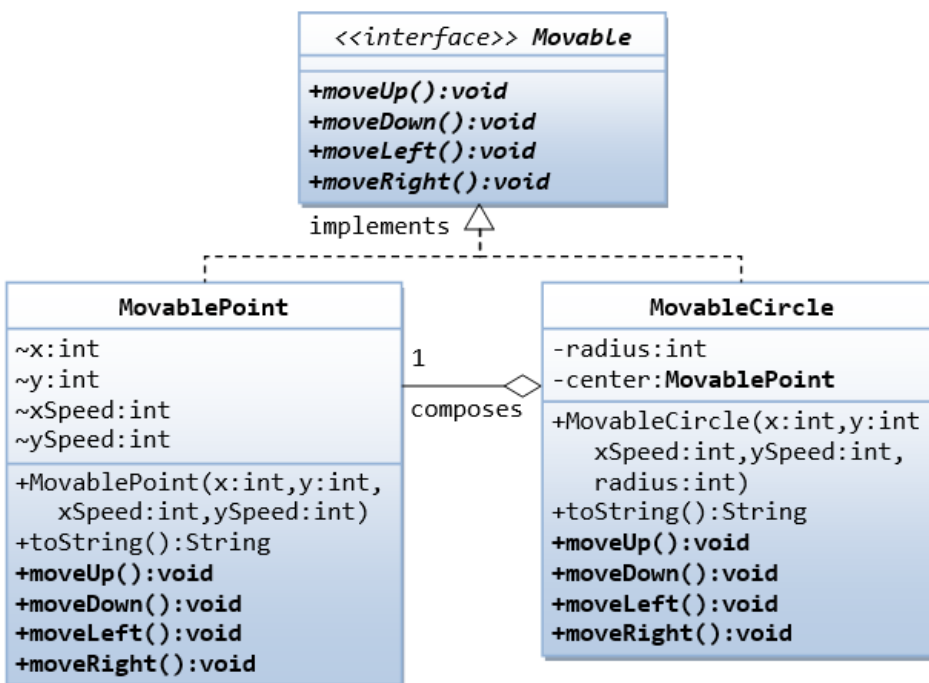 <<interface>> Movable
+moveUp():void
+moveDown():void
+moveLeft():void
+moveRight():void
implements
MovablePoint
~x:int
~y:int
~xSpeed:int
~ySpeed:int
+MovablePoint(x:int,y:int,
xSpeed:int,ySpeed:int)
+toString():String
+moveUp():void
+moveDown():void
+moveLeft():void
+moveRight():void
1
composes
MovableCircle
-radius:int
-center:MovablePoint
+MovableCircle(x:int,y:int
xSpeed:int,ySpeed:int,
radius:int)
+toString():String
+moveUp():void
+moveDown():void
+moveLeft():void
+moveRight():void